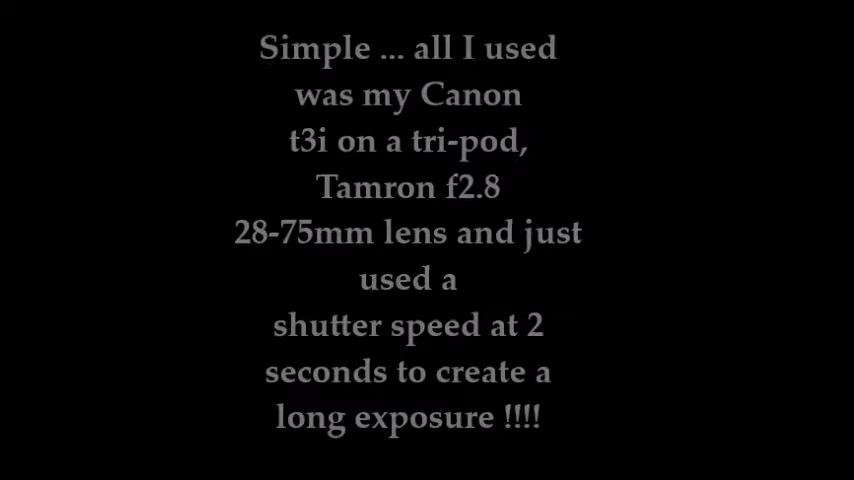 Simple ... all I used
was my Canon
t3i on a tri-pod,
Tamron f2.8
28-75mm lens and just
used a
shutter speed at 2
seconds to create a
long exposure !!!!